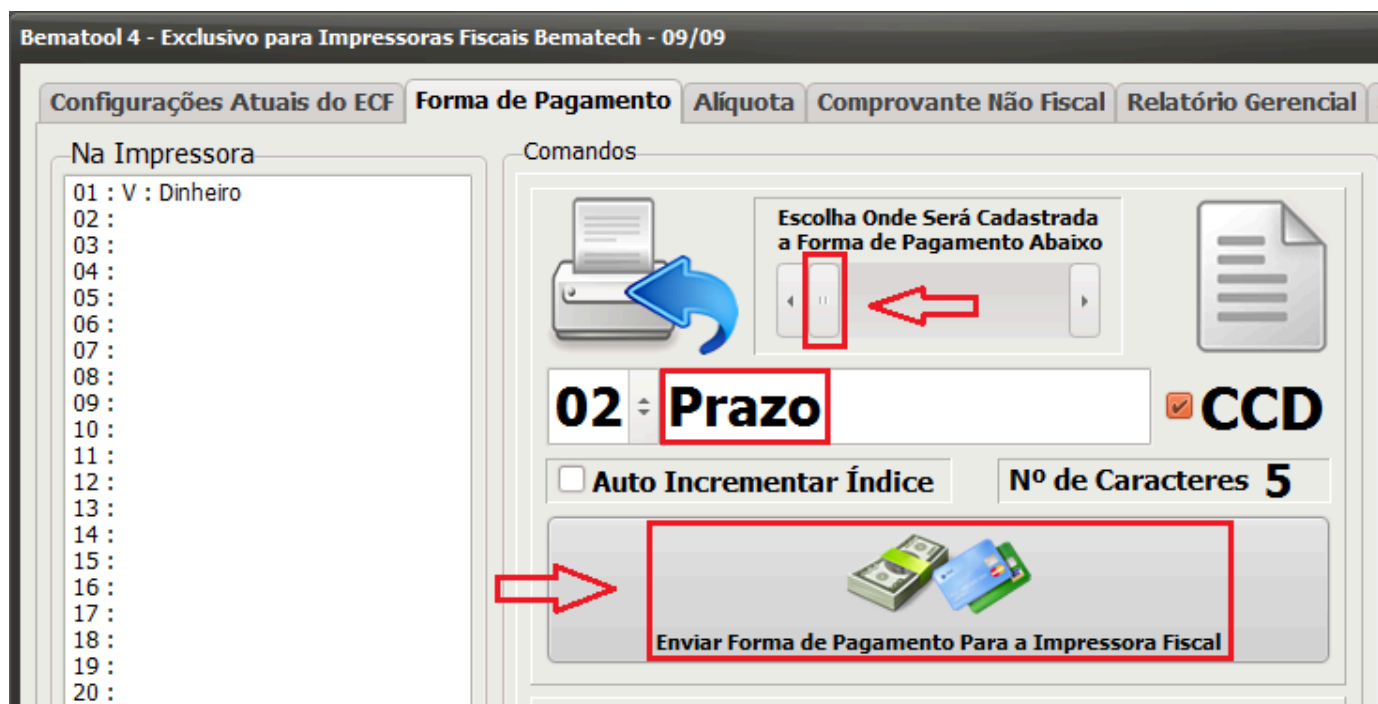 Bematool 4 - Exclusivo para Impressoras Fiscais Bematech - 09/09
Configurações Atuais do ECF
Forma de Pagamento
Alíquota
Comprovante Não Fiscal
Relatório Gerencial
Na Impressora
01 : V : Dinheiro
02 :
03 :
04 :
05 :
06 :
07 :
08 :
09 :
10 :
11 :
12 :
13 :
14 :
15 :
16 :
17 :
18 :
19 :
20 :
Comandos
Escolha Onde Será Cadastrada
a Forma de Pagamento Abaixo
02
Prazo
CCD
Auto Incrementar Índice
Nº de Caracteres 5
Enviar Forma de Pagamento Para a Impressora Fiscal